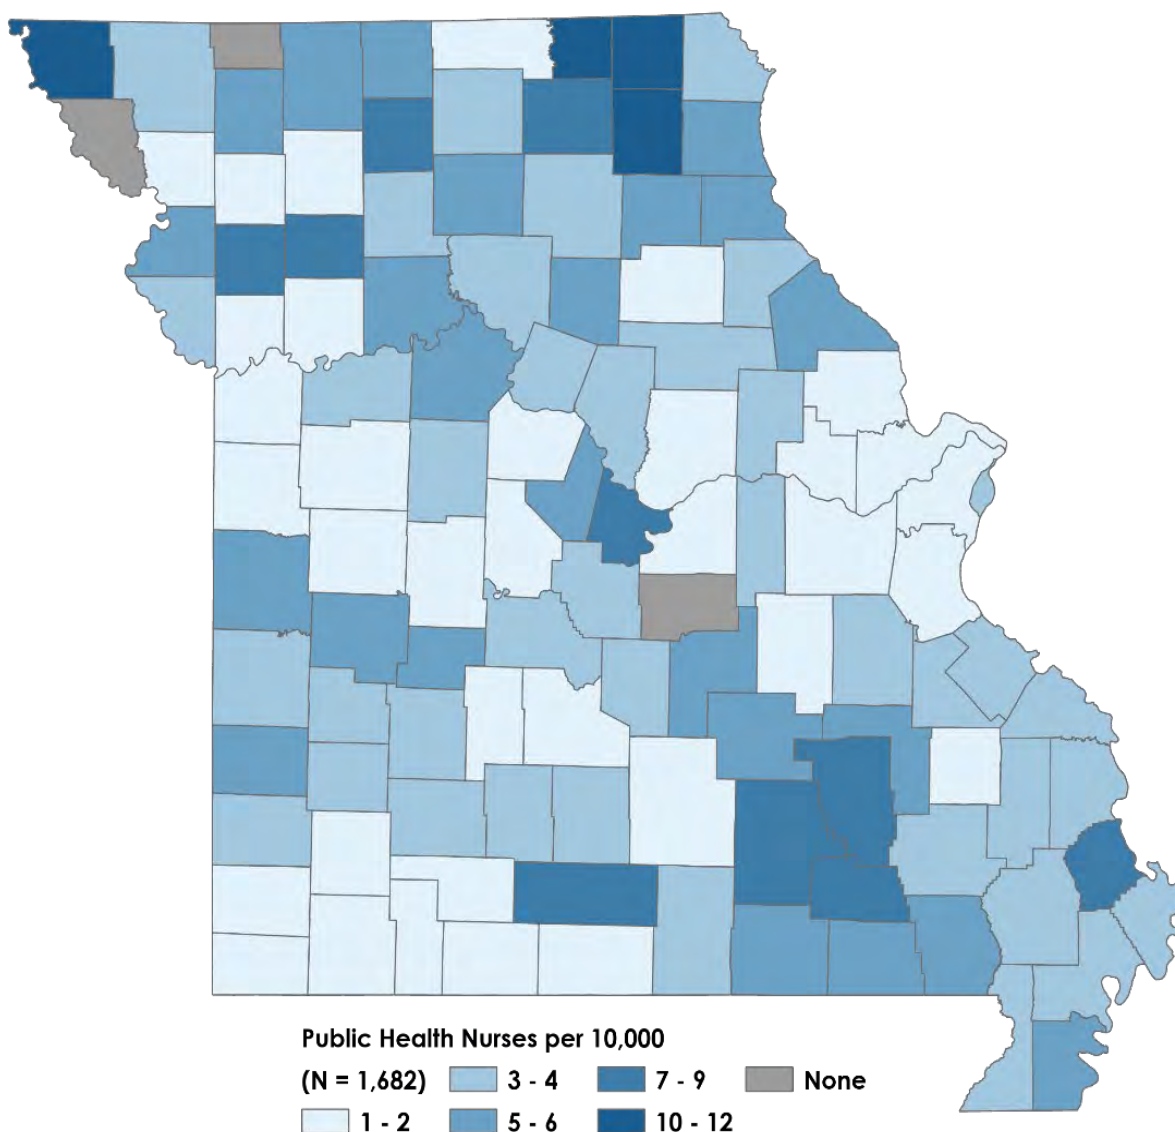 Public Health Nurses per 10,000
(N = 1,682) 3 - 4 7 - 9 None
1 - 2 5 - 6 10 - 12